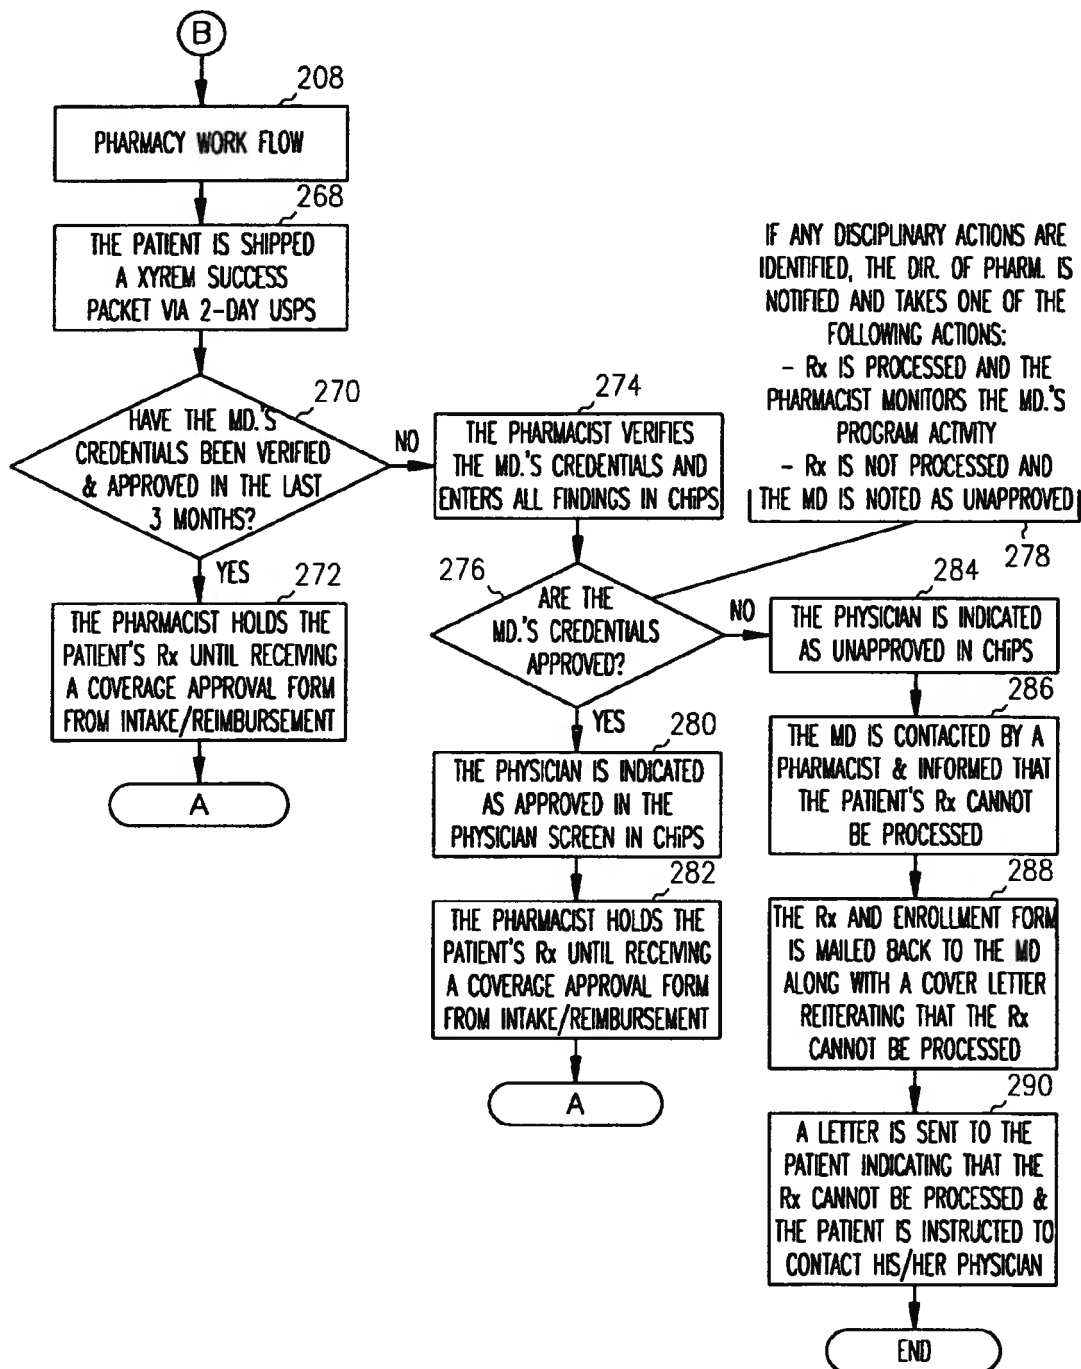 B
208
PHARMACY WORK FLOW
268
THE PATIENT IS SHIPPED
A XYREM SUCCESS
PACKET VIA 2-DAY USPS
270
HAVE THE MD.'S
CREDENTIALS BEEN VERIFIED
& APPROVED IN THE LAST
3 MONTHS?
NO
YES
272
THE PHARMACIST HOLDS THE
PATIENT'S Rx UNTIL RECEIVING
A COVERAGE APPROVAL FORM
FROM INTAKE/REIMBURSEMENT
A
274
THE PHARMACIST VERIFIES
THE MD.'S CREDENTIALS AND
ENTERS ALL FINDINGS IN CHiPS
276
ARE THE
MD.'S CREDENTIALS
APPROVED?
NO
YES
IF ANY DISCIPLINARY ACTIONS ARE
IDENTIFIED, THE DIR. OF PHARM. IS
NOTIFIED AND TAKES ONE OF THE
FOLLOWING ACTIONS:
- Rx IS PROCESSED AND THE
PHARMACIST MONITORS THE MD.'S
PROGRAM ACTIVITY
- Rx IS NOT PROCESSED AND
THE MD IS NOTED AS UNAPPROVED
278
280
THE PHYSICIAN IS INDICATED
AS APPROVED IN THE
PHYSICIAN SCREEN IN CHiPS
282
THE PHARMACIST HOLDS THE
PATIENT'S Rx UNTIL RECEIVING
A COVERAGE APPROVAL FORM
FROM INTAKE/REIMBURSEMENT
A
284
THE PHYSICIAN IS INDICATED
AS UNAPPROVED IN CHiPS
286
THE MD IS CONTACTED BY A
PHARMACIST & INFORMED THAT
THE PATIENT'S Rx CANNOT
BE PROCESSED
288
THE Rx AND ENROLLMENT FORM
IS MAILED BACK TO THE MD
ALONG WITH A COVER LETTER
REITERATING THAT THE Rx
CANNOT BE PROCESSED
290
A LETTER IS SENT TO THE
PATIENT INDICATING THAT THE
Rx CANNOT BE PROCESSED &
THE PATIENT IS INSTRUCTED TO
CONTACT HIS/HER PHYSICIAN
END